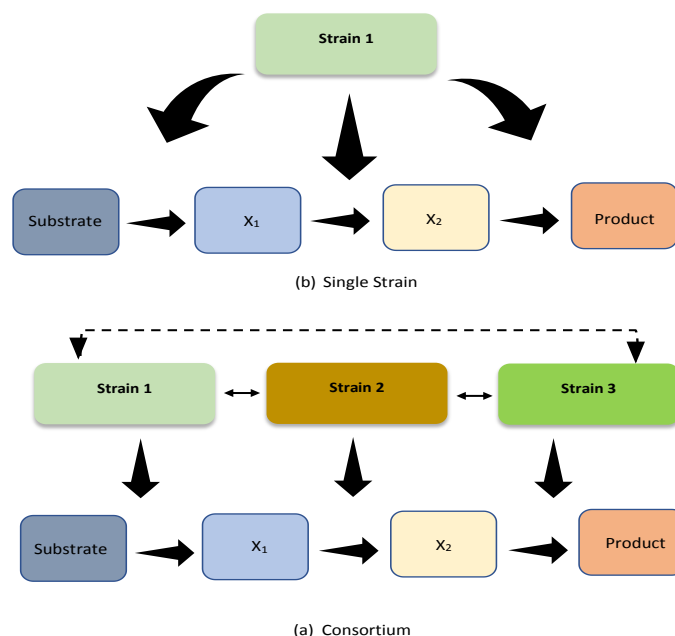 Strain 1
Substrate
X₁
X₂
Product
(b) Single Strain
Strain 1
Strain 2
Strain 3
Substrate
X₁
X₂
Product
(a) Consortium